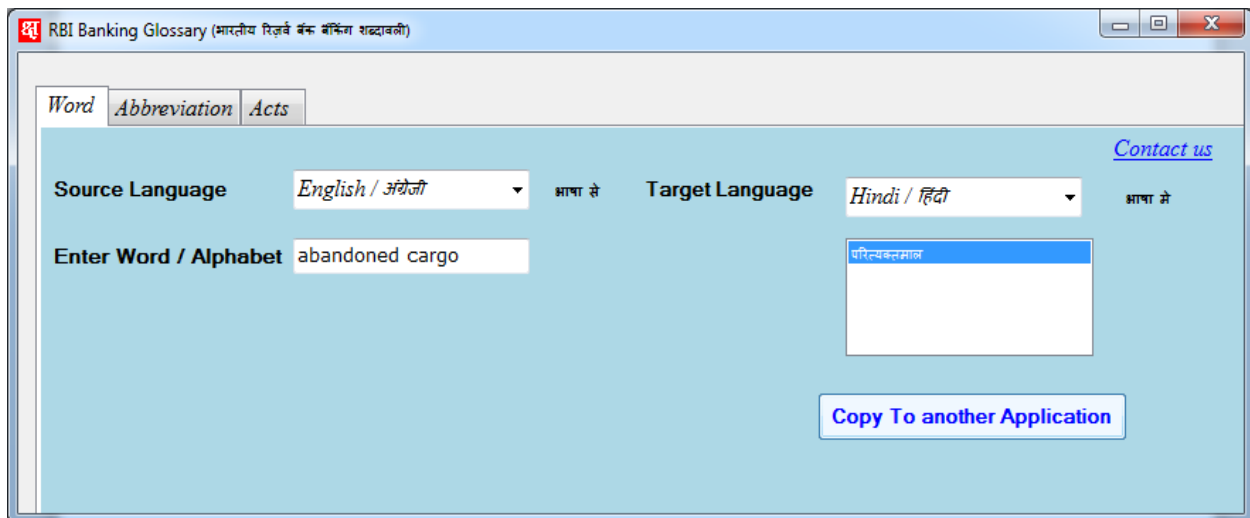 क्ष RBI Banking Glossary (भारतीय रिज़र्व बैंक बैंकिंग शब्दावली)
Word Abbreviation Acts
Contact us
Source Language English / अंग्रेजी भाषा से Target Language Hindi / हिंदी भाषा मे
Enter Word / Alphabet abandoned cargo परित्यक्तमाल
Copy To another Application